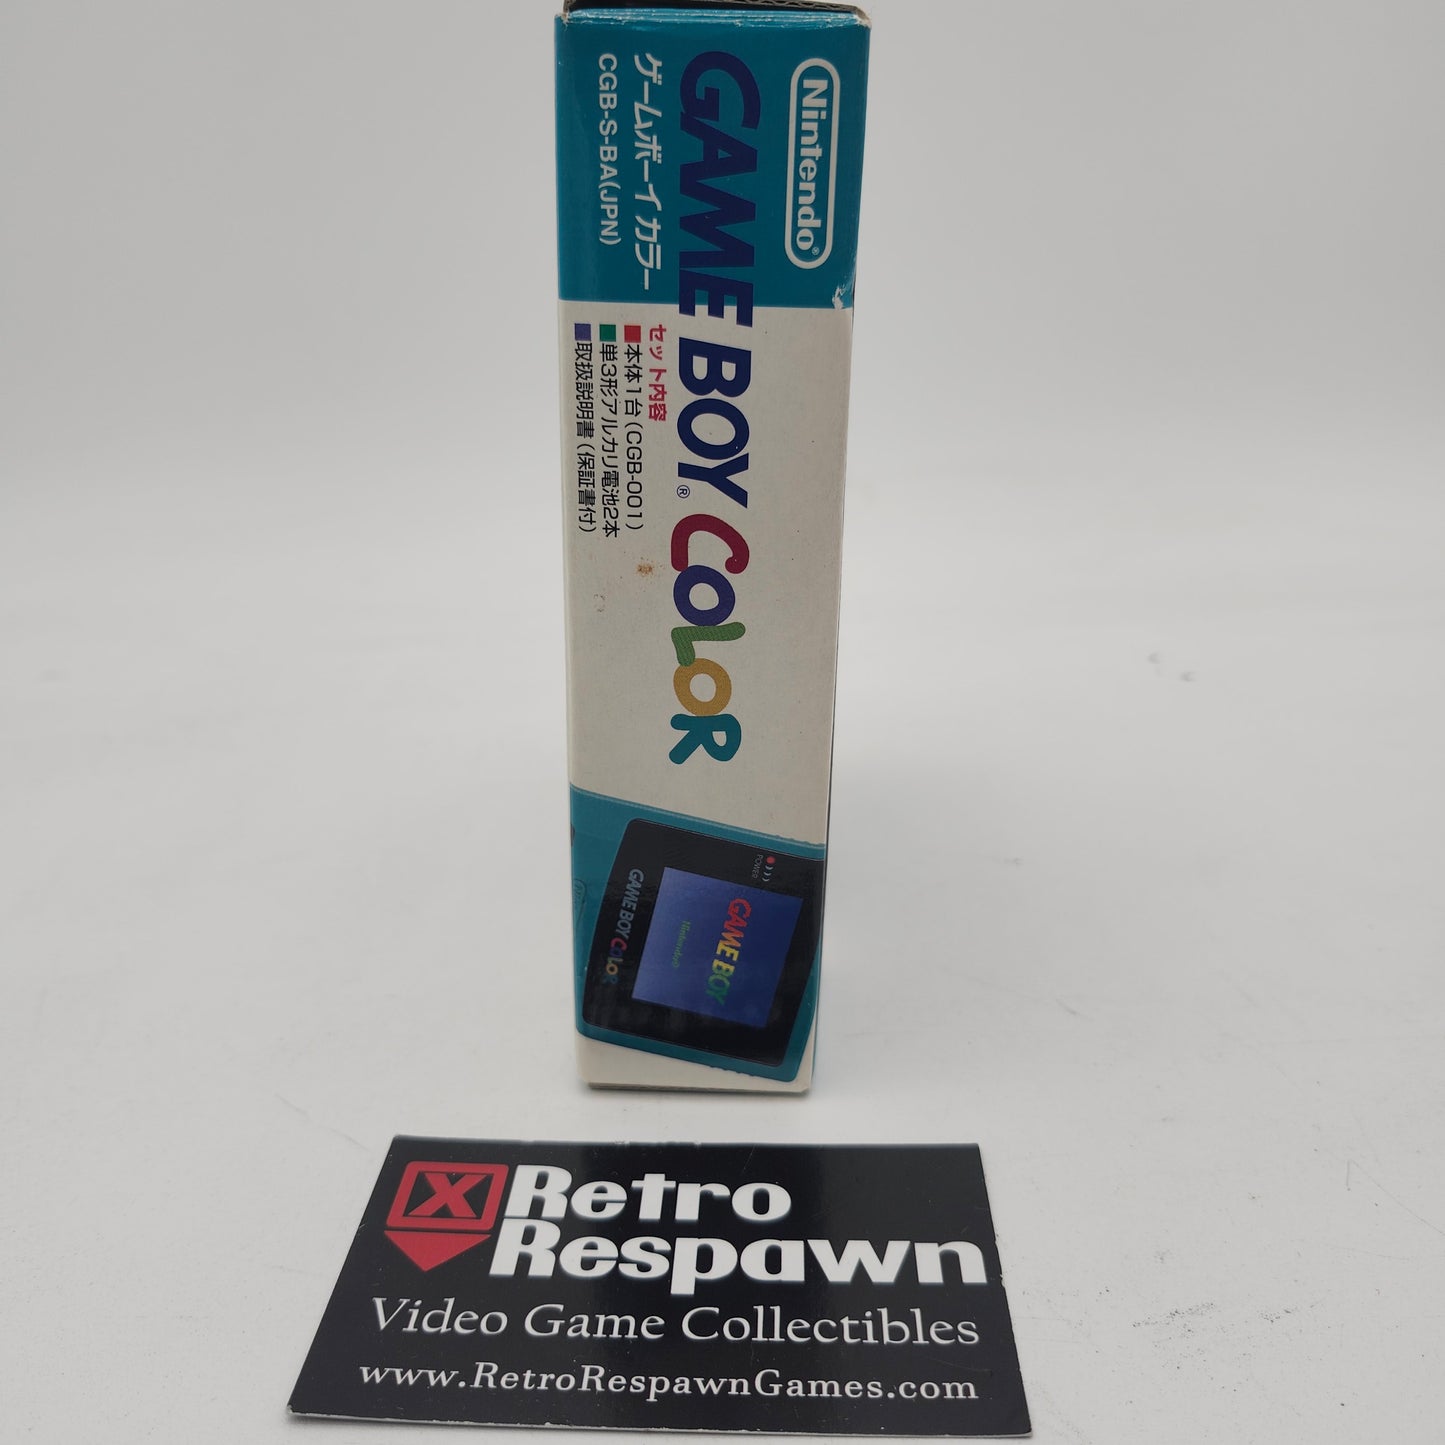 Nintendo®
GAME BOY® COLOR
ゲームボーイカラー
CGB-S-BA(JPN)
セット内容
■本体1台(CGB-001)
■単3形アルカリ電池2本
■取扱説明書(保証書付)
POWER
GAME BOY
Nintendo®
GAME BOY COLOR
X Retro
Respawn
Video Game Collectibles
www.RetroRespawnGames.com